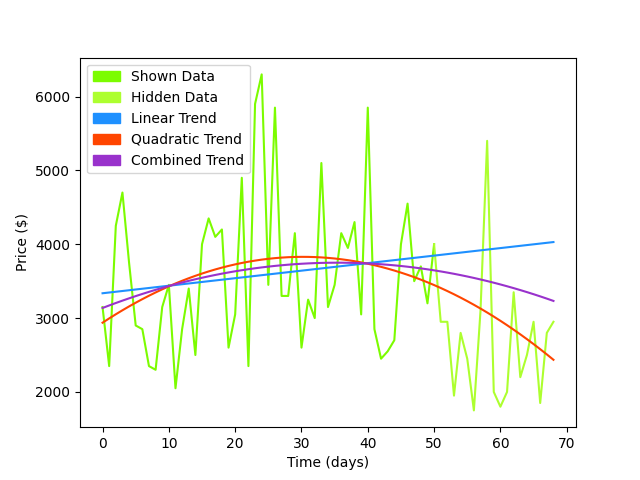 Shown Data
Hidden Data
Linear Trend
Quadratic Trend
Combined Trend
6000
5000
4000
3000
2000
Price ($)
0 10 20 30 40 50 60 70
Time (days)